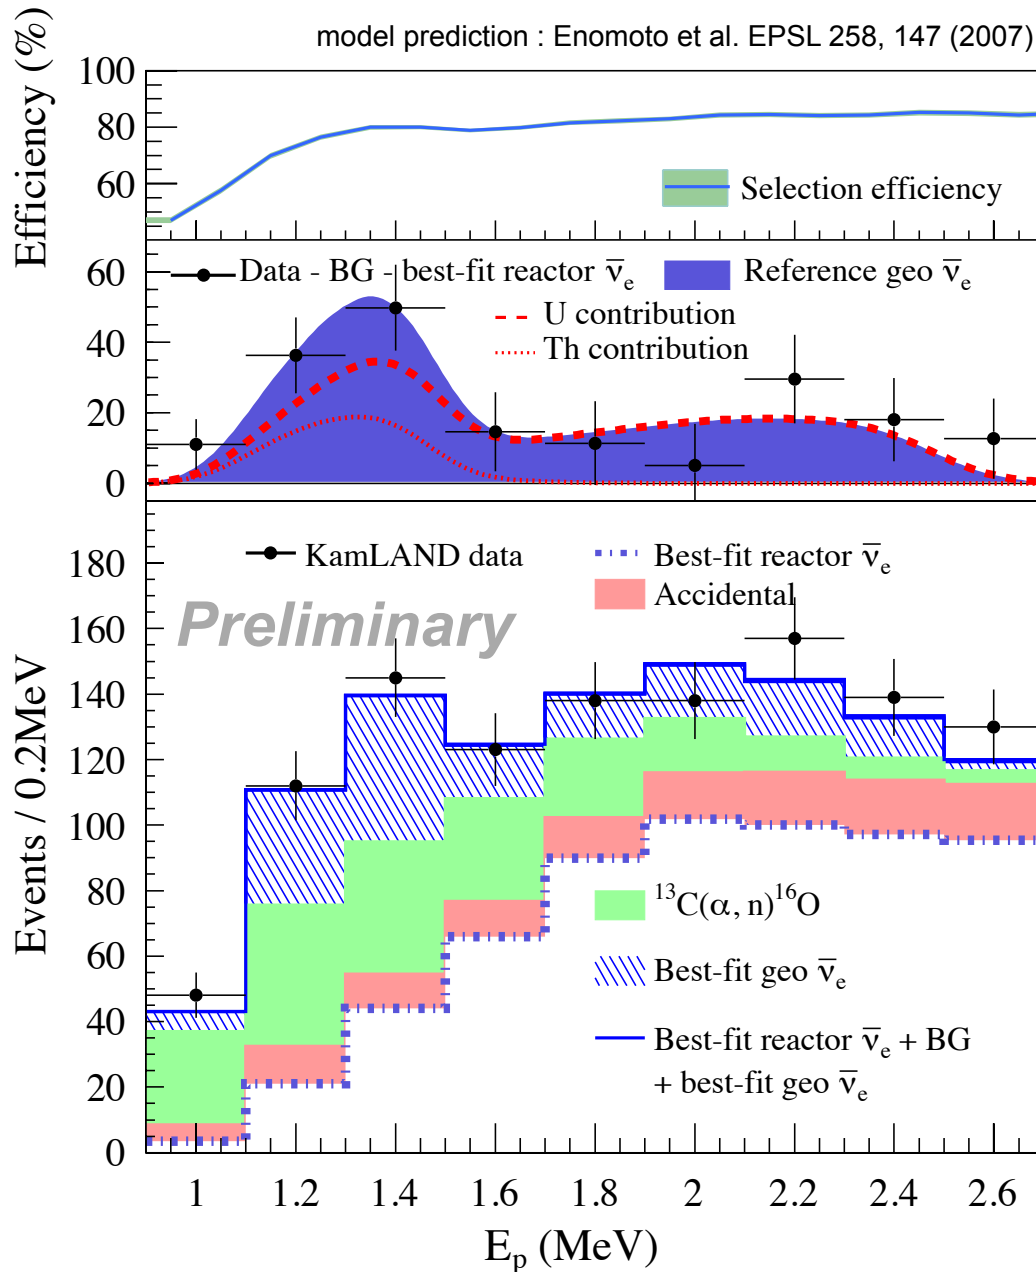 model prediction : Enomoto et al. EPSL 258, 147 (2007)
Efficiency (%)
100
80
60
Selection efficiency
60
40
20
0
Data - BG - best-fit reactor ν̅e
Reference geo ν̅e
U contribution
Th contribution
Events / 0.2MeV
180
160
140
120
100
80
60
40
20
0
KamLAND data
Best-fit reactor ν̅e
Accidental
Preliminary
¹³C(α, n)¹⁶O
Best-fit geo ν̅e
Best-fit reactor ν̅e + BG
+ best-fit geo ν̅e
1 1.2 1.4 1.6 1.8 2 2.2 2.4 2.6
Ep (MeV)